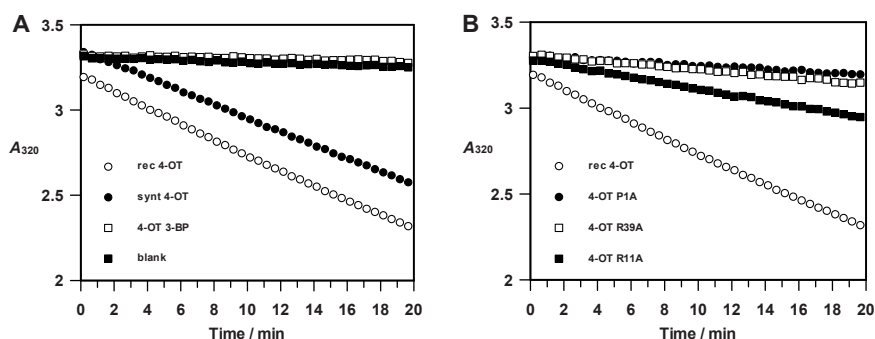 A
3.5
3
2.5
2
A320
rec 4-OT
synt 4-OT
4-OT 3-BP
blank
0 2 4 6 8 10 12 14 16 18 20
Time / min
B
3.5
3
2.5
2
A320
rec 4-OT
4-OT P1A
4-OT R39A
4-OT R11A
0 2 4 6 8 10 12 14 16 18 20
Time / min